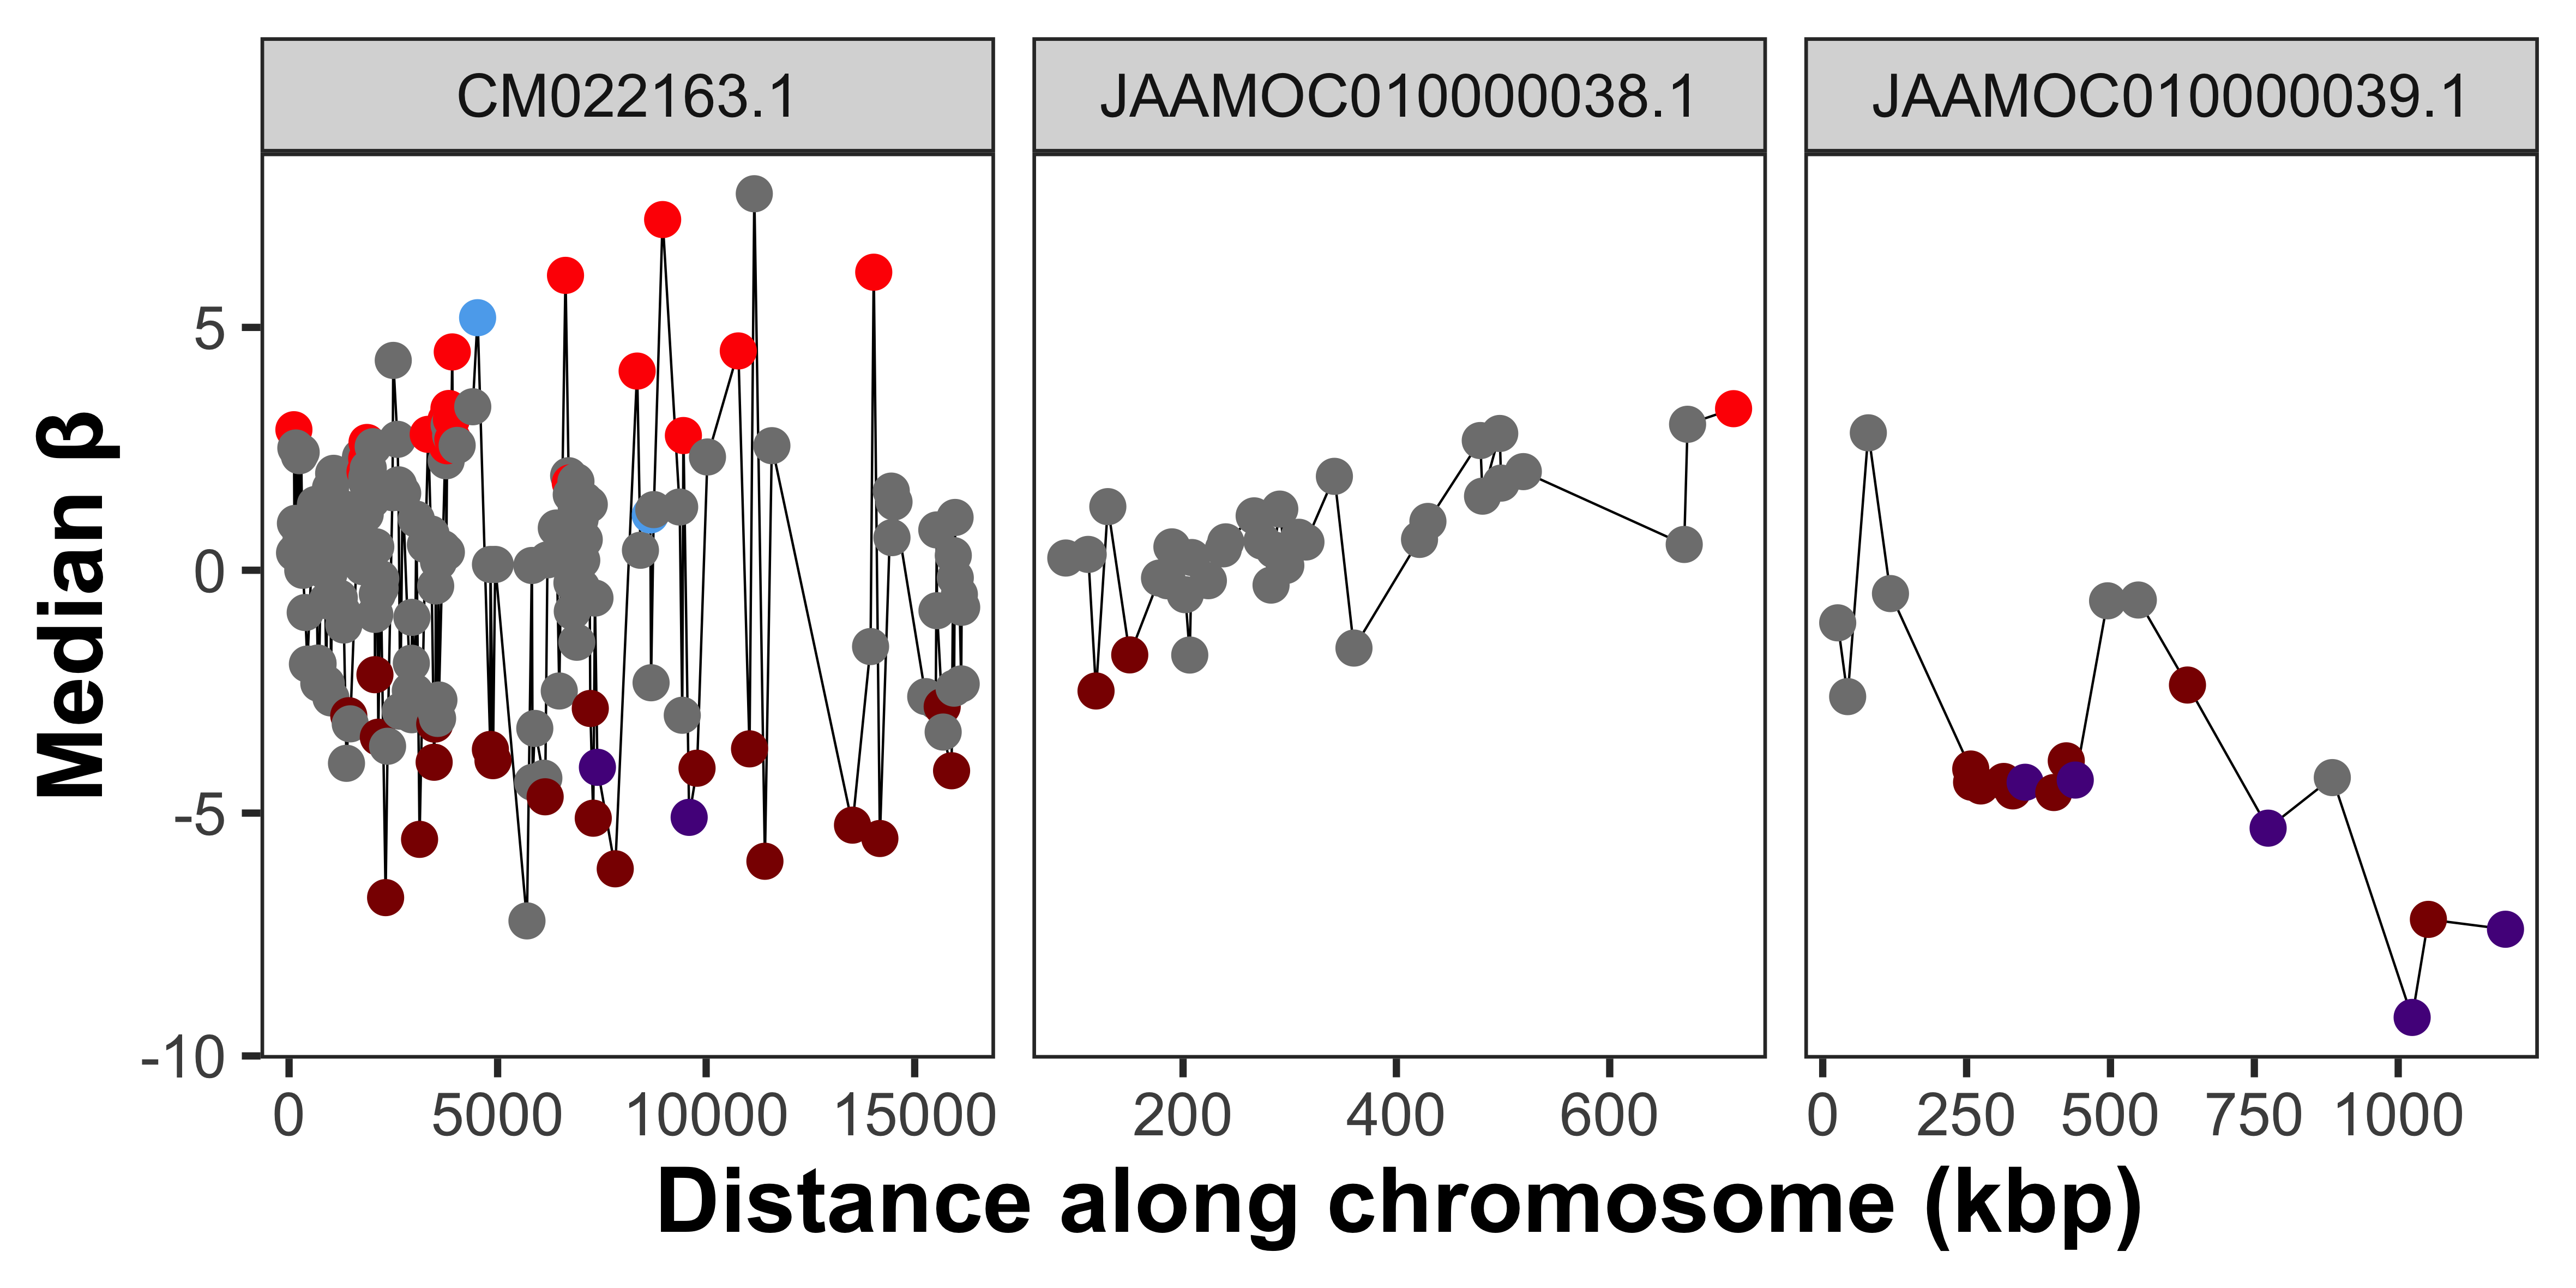 CM022163.1 JAAMOC010000038.1 JAAMOC010000039.1
Median β
5
0
-5
-10
0 5000 10000 15000 200 400 600 0 250 500 750 1000
Distance along chromosome (kbp)